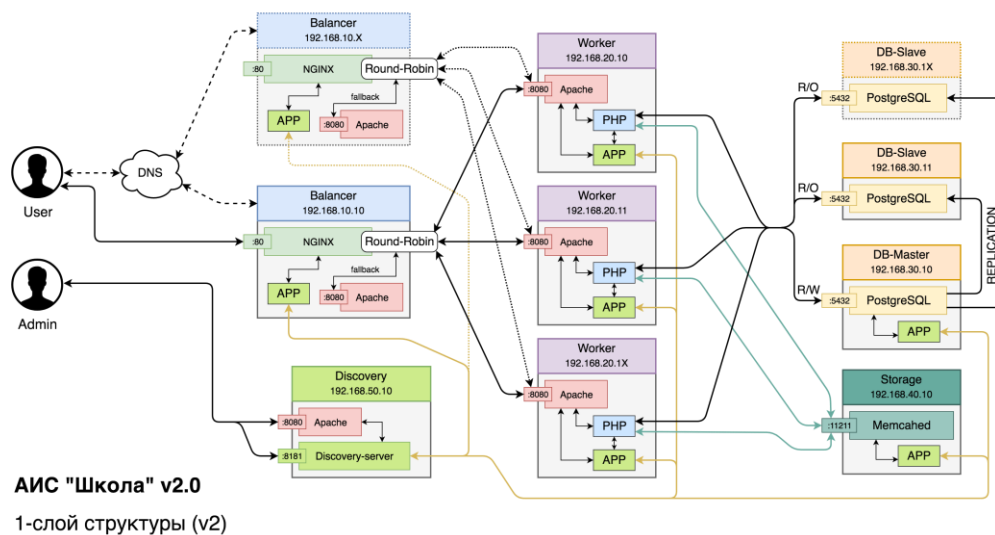 Balancer
192.168.10.X
:80
NGINX
Round-Robin
fallback
APP
:8080
Apache
User
DNS
Balancer
192.168.10.10
:80
NGINX
Round-Robin
fallback
APP
:8080
Apache
Admin
Discovery
192.168.50.10
:8080
Apache
:8181
Discovery-server
Worker
192.168.20.10
:8080
Apache
PHP
APP
Worker
192.168.20.11
:8080
Apache
PHP
APP
Worker
192.168.20.1X
:8080
Apache
PHP
APP
DB-Slave
192.168.30.1X
R/O
:5432
PostgreSQL
DB-Slave
192.168.30.11
R/O
:5432
PostgreSQL
REPLICATION
DB-Master
192.168.30.10
R/W
:5432
PostgreSQL
APP
Storage
192.168.40.10
:11211
Memcahed
APP
АИС "Школа" v2.0
1-слой структуры (v2)